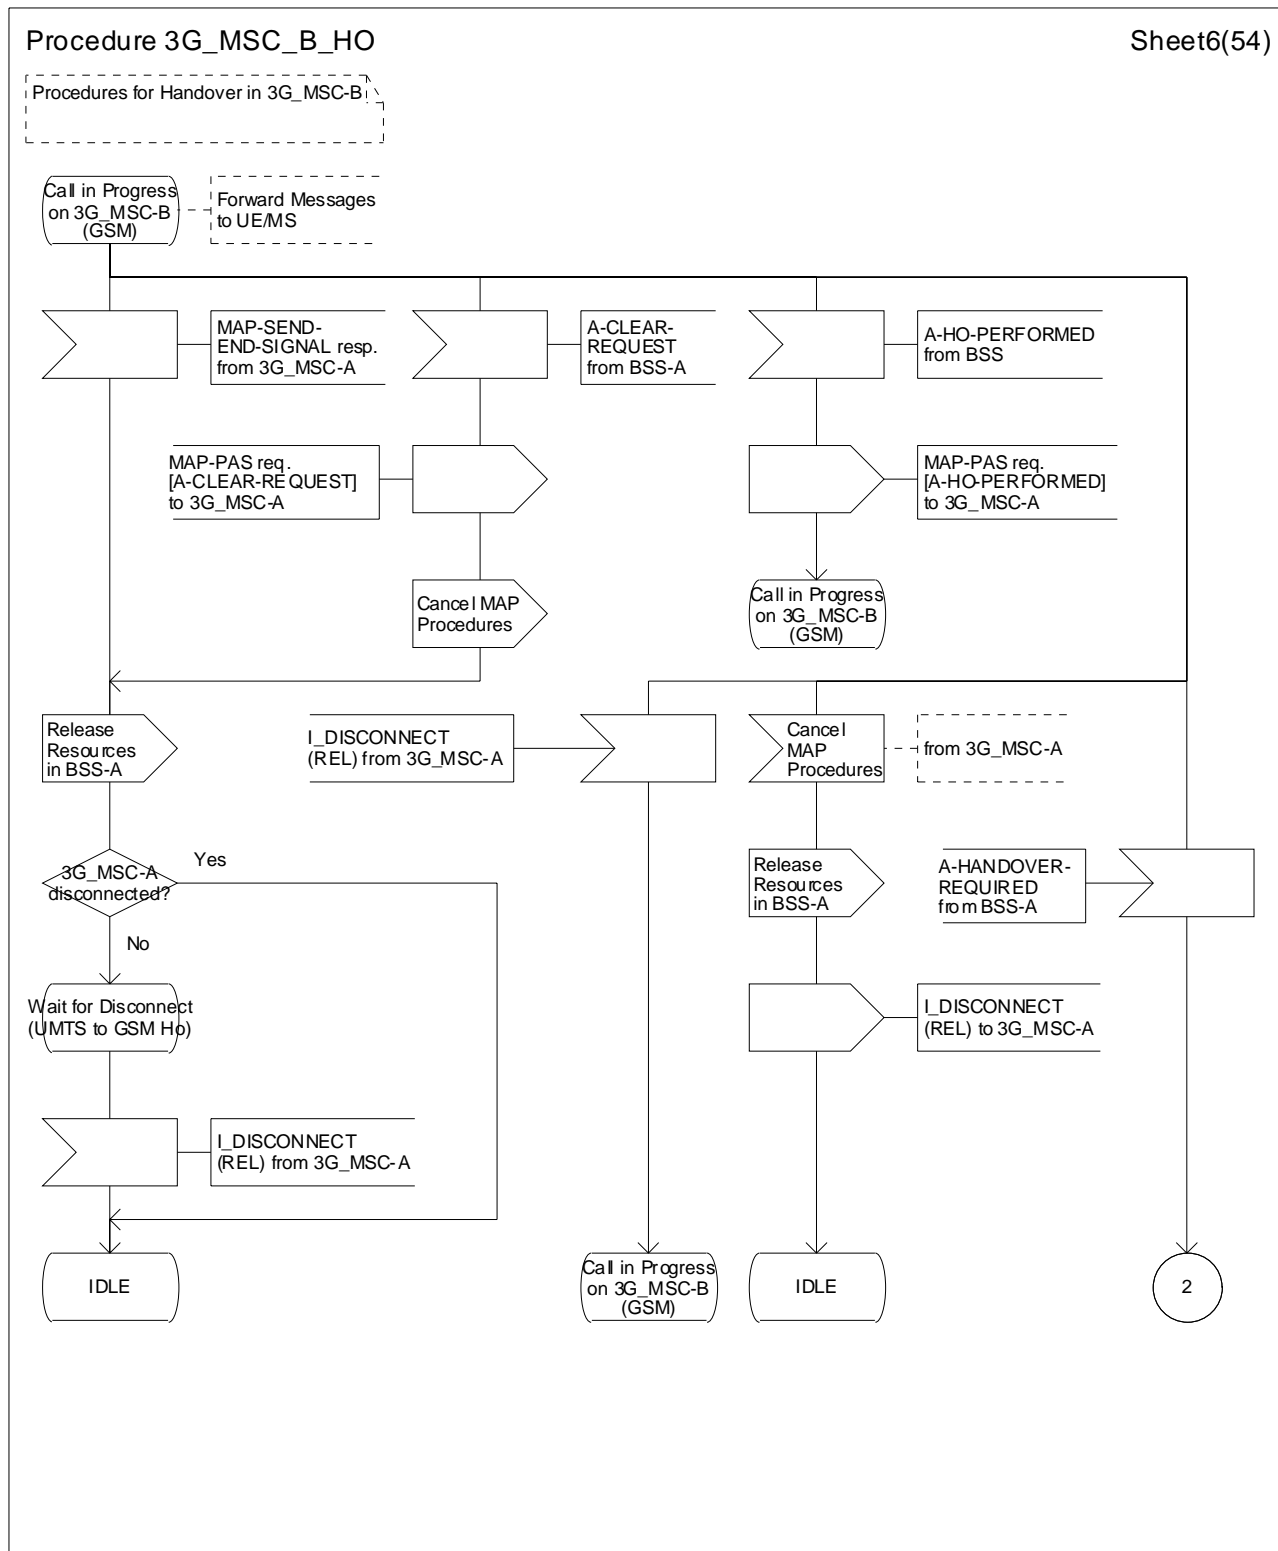 Procedure 3G_MSC_B_HO
Sheet6(54)
Procedures for Handover in 3G_MSC-B
Call in Progress
on 3G_MSC-B
(GSM)
Forward Messages
to UE/MS
MAP-SEND-
END-SIGNAL resp.
from 3G_MSC-A
A-CLEAR-
REQUEST
from BSS-A
A-HO-PERFORMED
from BSS
MAP-PAS req.
[A-CLEAR-REQUEST]
to 3G_MSC-A
MAP-PAS req.
[A-HO-PERFORMED]
to 3G_MSC-A
Cancel MAP
Procedures
Call in Progress
on 3G_MSC-B
(GSM)
Release
Resources
in BSS-A
I_DISCONNECT
(REL) from 3G_MSC-A
Cancel
MAP
Procedures
from 3G_MSC-A
3G_MSC-A
disconnected?
Yes
No
Release
Resources
in BSS-A
A-HANDOVER-
REQUIRED
from BSS-A
Wait for Disconnect
(UMTS to GSM Ho)
I_DISCONNECT
(REL) to 3G_MSC-A
I_DISCONNECT
(REL) from 3G_MSC-A
IDLE
Call in Progress
on 3G_MSC-B
(GSM)
IDLE
2